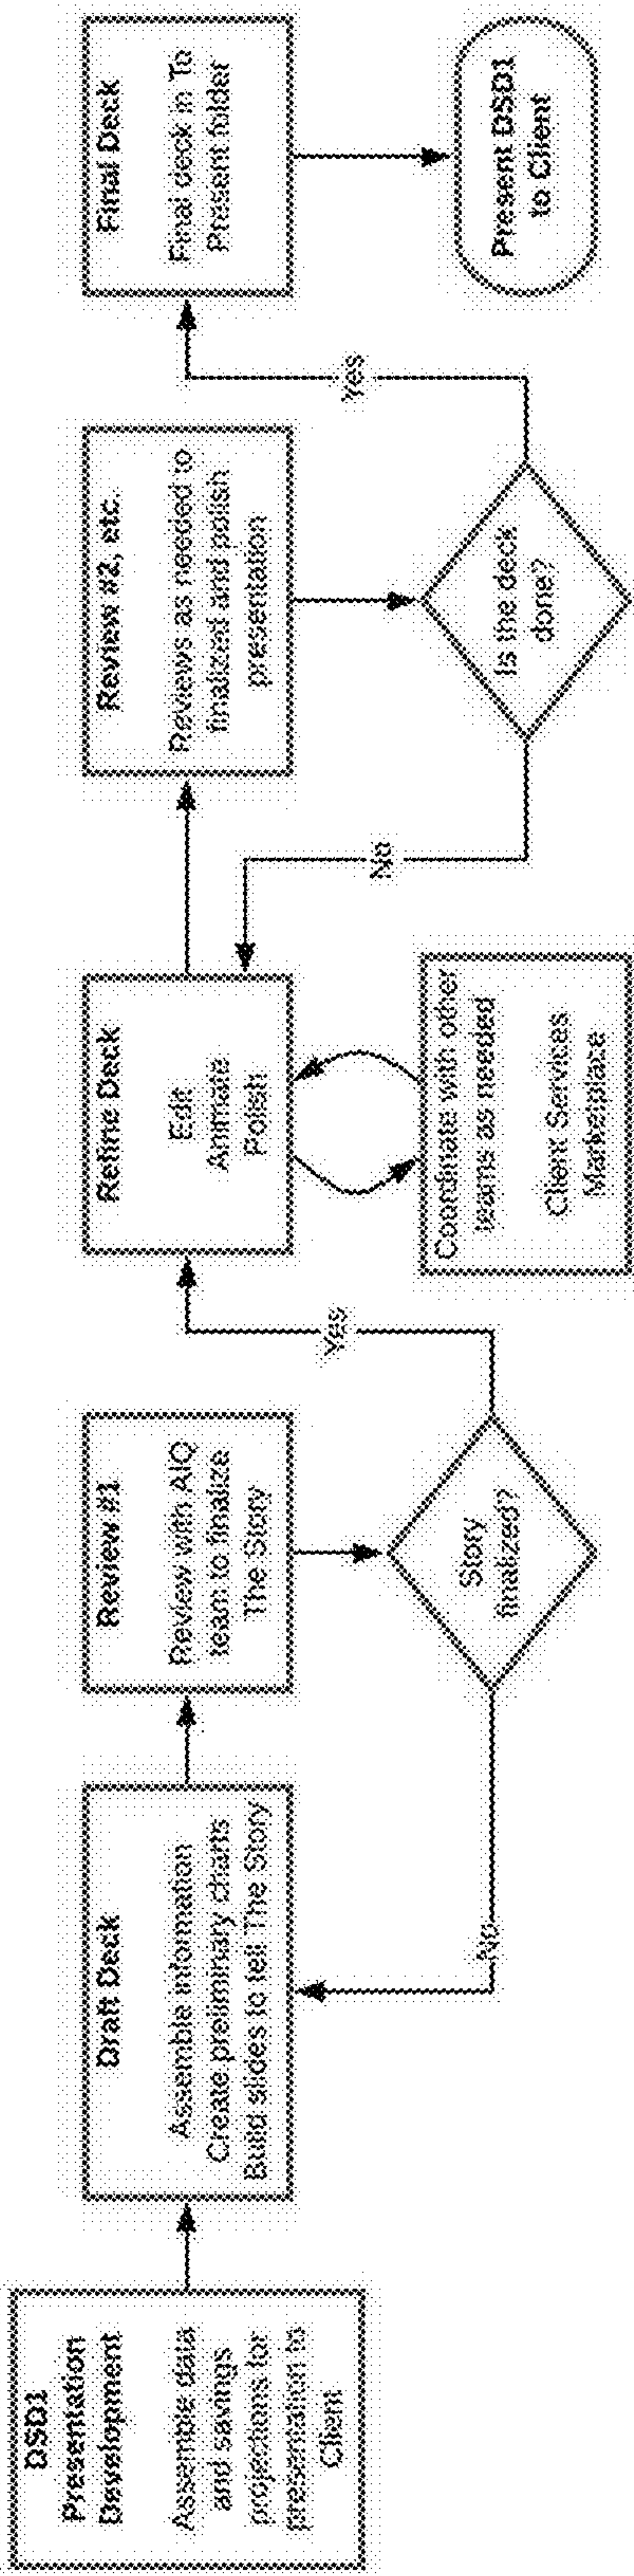 DSD1
Presentation
Development
Assemble data
and savings
projections for
presentation to
Client
Draft Deck
Assemble information
Create preliminary charts
Build slides to tell The Story
Review #1
Review with AIQ
team to finalize
The Story
Story
finalized?
No
Yes
Refine Deck
Edit
Animate
Polish
Coordinate with other
teams as needed
Client Services
Marketplace
Review #2, etc.
Reviews as needed to
finalized and polish
presentation
Is the deck
done?
No
Yes
Final Deck
Final deck in To
Present folder
Present DSD1
to Client